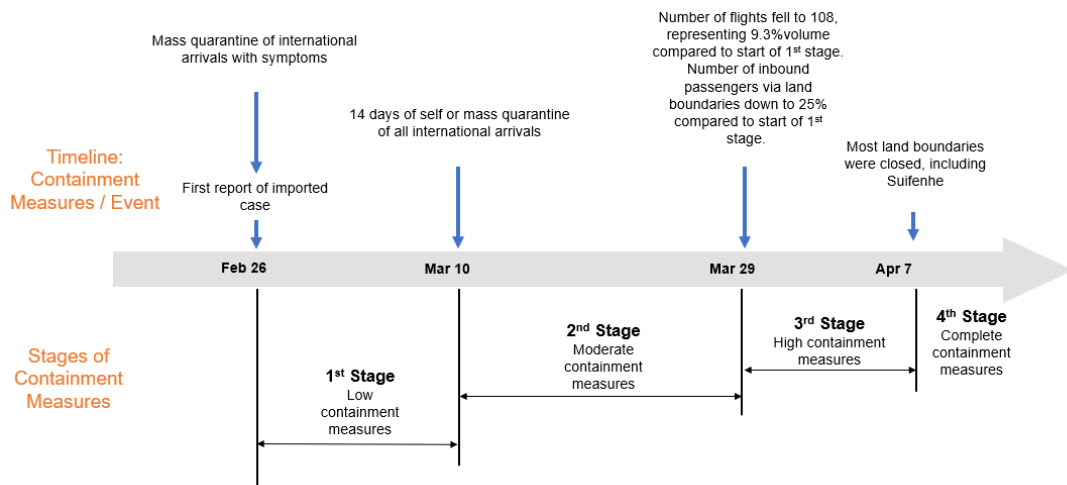 Mass quarantine of international
arrivals with symptoms
14 days of self or mass quarantine
of all international arrivals
Number of flights fell to 108,
representing 9.3%volume
compared to start of 1st stage.
Number of inbound
passengers via land
boundaries down to 25%
compared to start of 1st
stage.
Most land boundaries
were closed, including
Suifenhe
Timeline:
Containment
Measures / Event
First report of imported
case
Feb 26
Mar 10
Mar 29
Apr 7
Stages of
Containment
Measures
1st Stage
Low
containment
measures
2nd Stage
Moderate
containment
measures
3rd Stage
High containment
measures
4th Stage
Complete
containment
measures